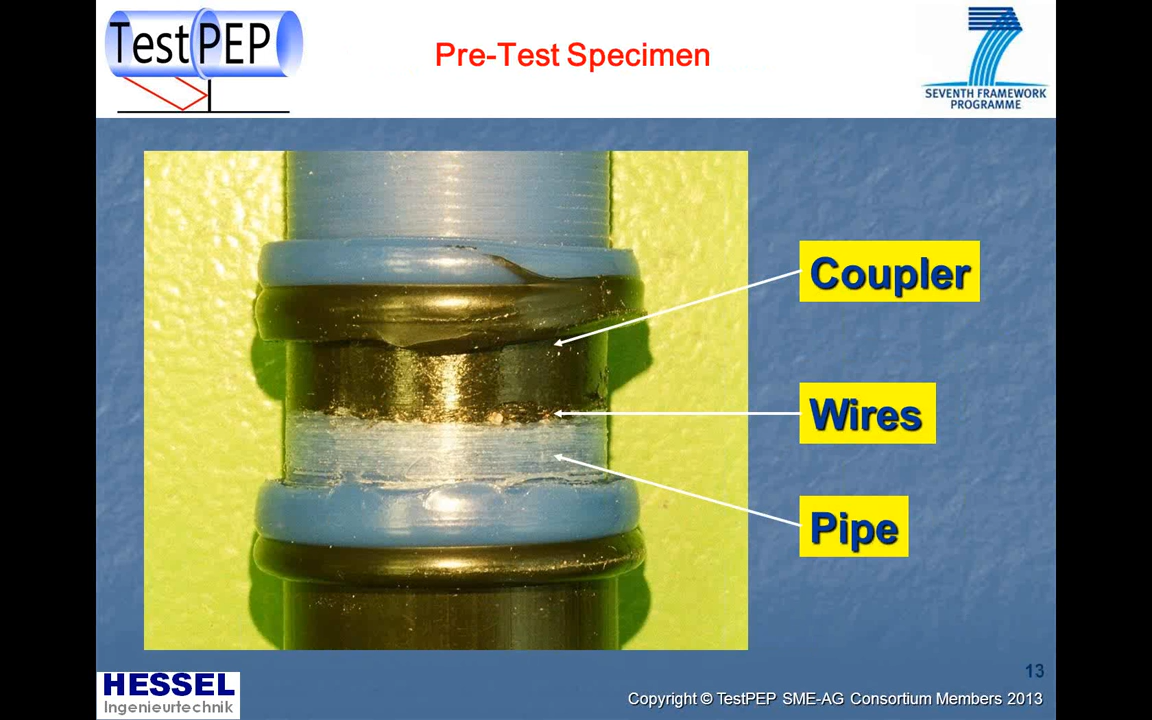 TestPEP
Pre-Test Specimen
SEVENTH FRAMEWORK
PROGRAMME
Coupler
Wires
Pipe
13
HESSEL
Ingenieurtechnik
Copyright © TestPEP SME-AG Consortium Members 2013